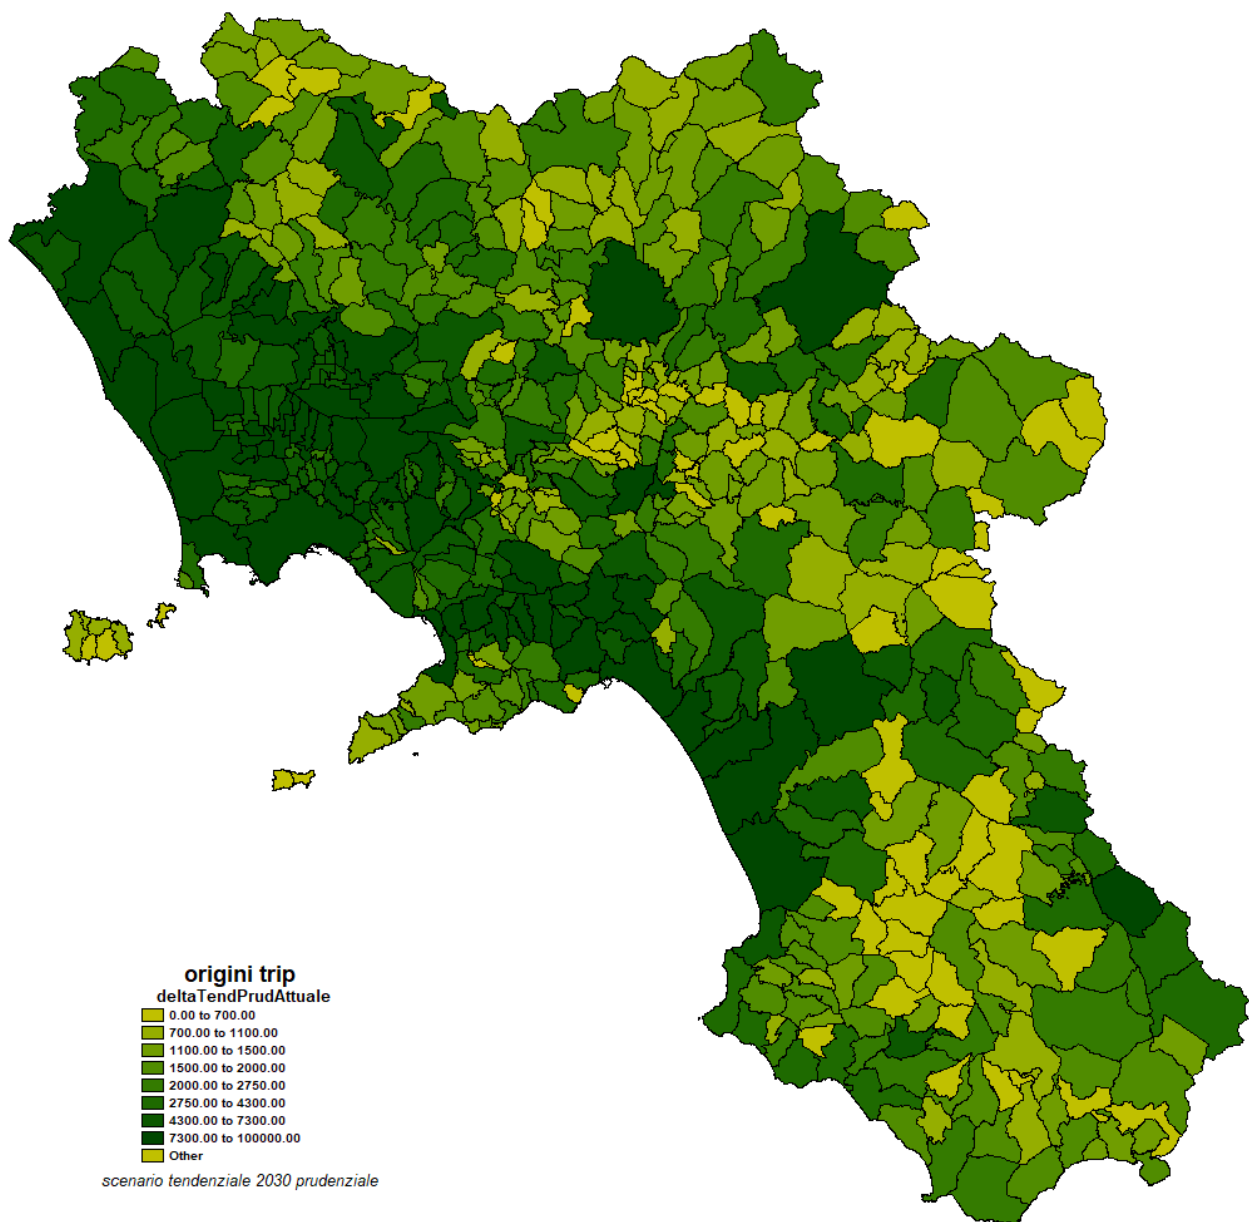 origini trip
deltaTendPrudAttuale
0.00 to 700.00
700.00 to 1100.00
1100.00 to 1500.00
1500.00 to 2000.00
2000.00 to 2750.00
2750.00 to 4300.00
4300.00 to 7300.00
7300.00 to 100000.00
Other
scenario tendenziale 2030 prudenziale